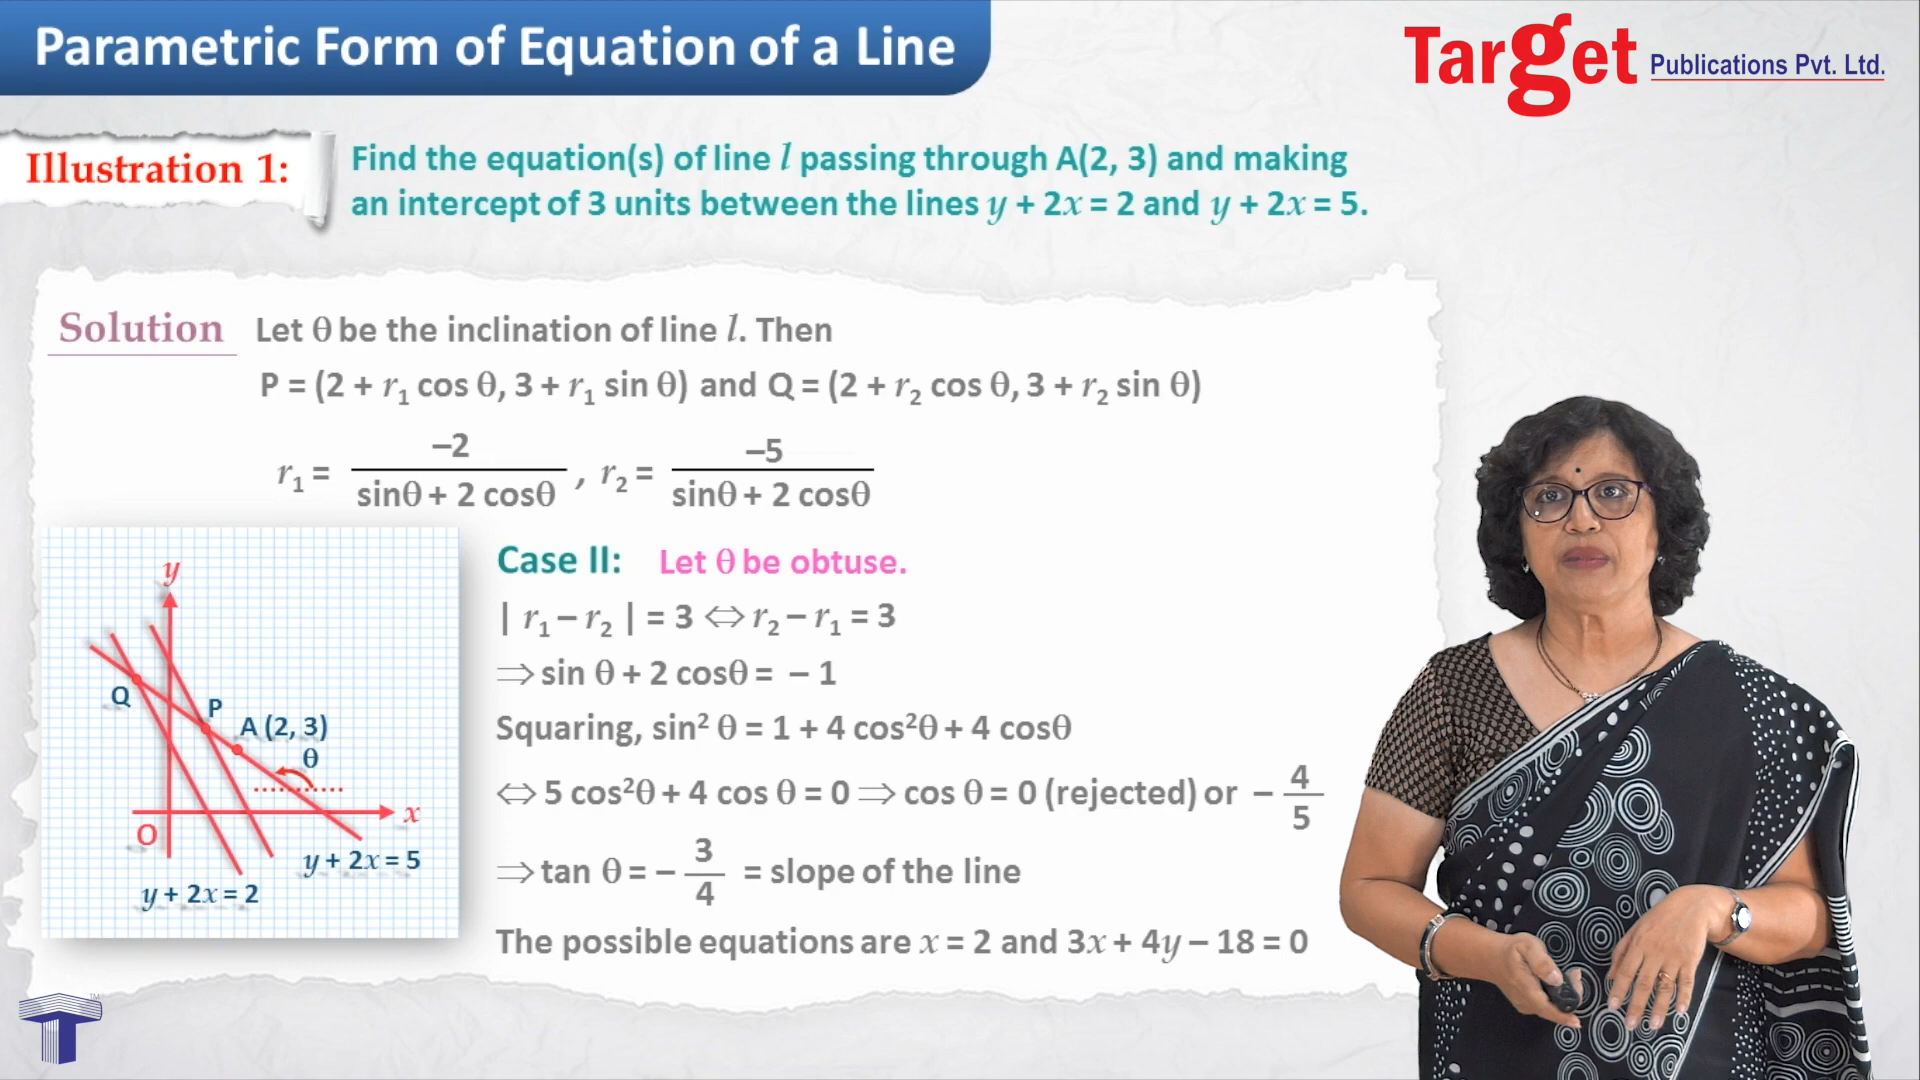 Parametric Form of Equation of a Line
Target Publications Pvt. Ltd.
Illustration 1:
Find the equation(s) of line l passing through A(2, 3) and making
an intercept of 3 units between the lines y + 2x = 2 and y + 2x = 5.
Solution
Let θ be the inclination of line l. Then
P = (2 + r₁ cos θ, 3 + r₁ sin θ) and Q = (2 + r₂ cos θ, 3 + r₂ sin θ)
r₁ = –2 / sinθ + 2 cosθ , r₂ = –5 / sinθ + 2 cosθ
Case II: Let θ be obtuse.
| r₁ – r₂ | = 3 ⇔ r₂ – r₁ = 3
⇒ sin θ + 2 cosθ = – 1
Squaring, sin² θ = 1 + 4 cos²θ + 4 cosθ
⇔ 5 cos²θ + 4 cos θ = 0 ⇒ cos θ = 0 (rejected) or – 4/5
⇒ tan θ = – 3/4 = slope of the line
The possible equations are x = 2 and 3x + 4y – 18 = 0
y
Q
P
A (2, 3)
θ
x
O
y + 2x = 5
y + 2x = 2
T
TM